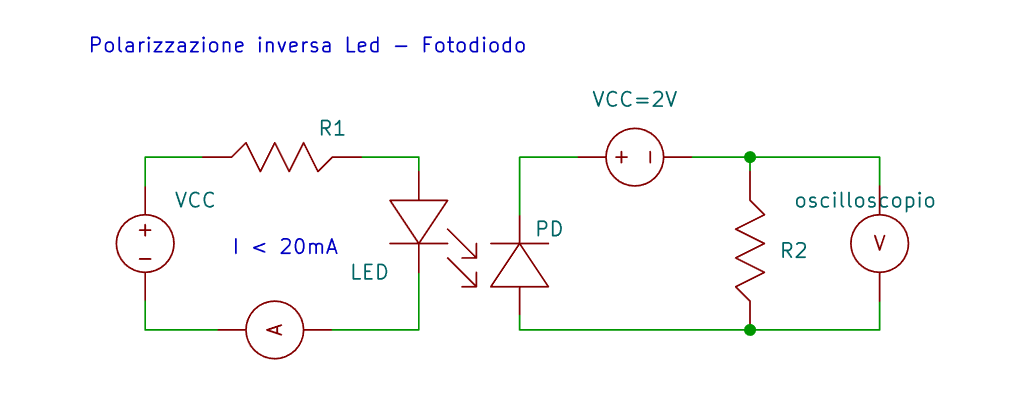 Polarizzazione inversa Led - Fotodiodo
VCC=2V
R1
+ -
VCC
oscilloscopio
+
-
PD
I < 20mA
V
R2
LED
A